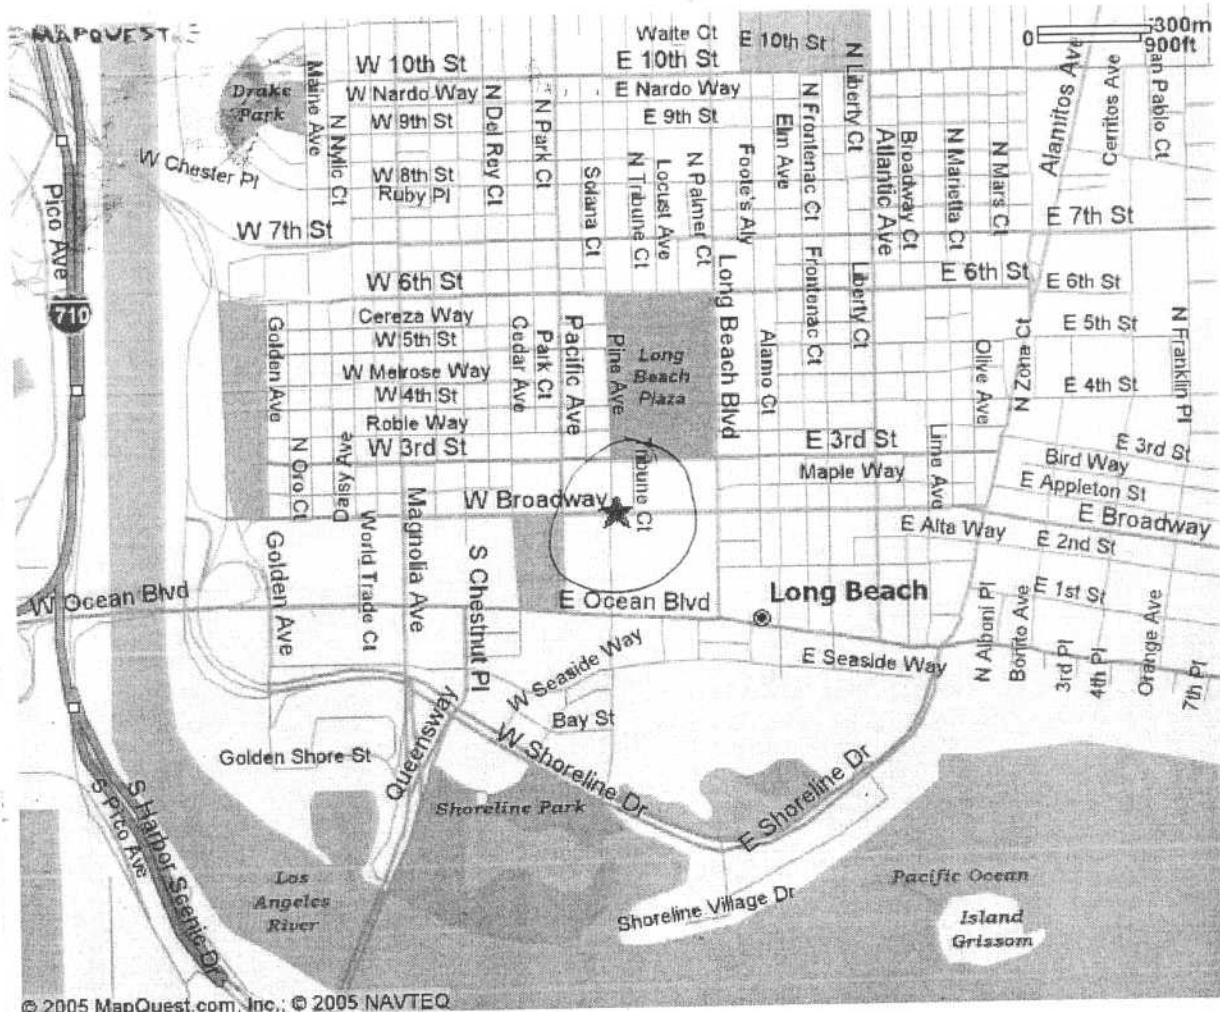 MAPQUEST
300m
0
900ft
Waite Ct
E 10th St
W 10th St
E 10th St
Drake
Park
Maine Ave
W Nardo Way
E Nardo Way
W 9th St
E 9th St
N Nylic Ct
N Del Rey Ct
N Park Ct
W Chester Pl
W 8th St
Ruby Pl
Solana Ct
N Tribune Ct
Locust Ave
N Palmer Ct
Foote's Aly
Elm Ave
N Frontenac Ct
N Liberty Ct
Atlantic Ave
Broadway Ct
N Marietta Ct
N Mars Ct
Alamitos Ave
Cerritos Ave
an Pablo Ct
Pico Ave
W 7th St
E 7th St
W 6th St
E 6th St
E 6th St
710
Golden Ave
Cereza Way
W 5th St
W Melrose Way
W 4th St
Roble Way
W 3rd St
Cedar Ave
Park Ct
Pacific Ave
Pine Ave
Long
Beach
Plaza
Long Beach Blvd
Alamo Ct
Frontenac Ct
Liberty Ct
Olive Ave
N Zona Ct
E 5th St
E 4th St
N Franklin Pl
E 3rd St
E 3rd St
Maple Way
Lime Ave
Bird Way
E Appleton St
N Oro Ct
Daisy Ave
W Broadway
Tribune Ct
E Broadway
E Alta Way
E 2nd St
Golden Ave
World Trade Ct
Magnolia Ave
S Chestnut Pl
W Ocean Blvd
E Ocean Blvd
Long Beach
E 1st St
N Alboni Pl
Bonito Ave
3rd Pl
4th Pl
Orange Ave
7th Pl
W Seaside Way
E Seaside Way
Bay St
Golden Shore St
Queensway
W Shoreline Dr
E Shoreline Dr
Shoreline Park
S Pico Ave
S Harbor Scenic Dr
Los
Angeles
River
Shoreline Village Dr
Pacific Ocean
Island
Grissom
© 2005 MapQuest.com, Inc.; © 2005 NAVTEQ